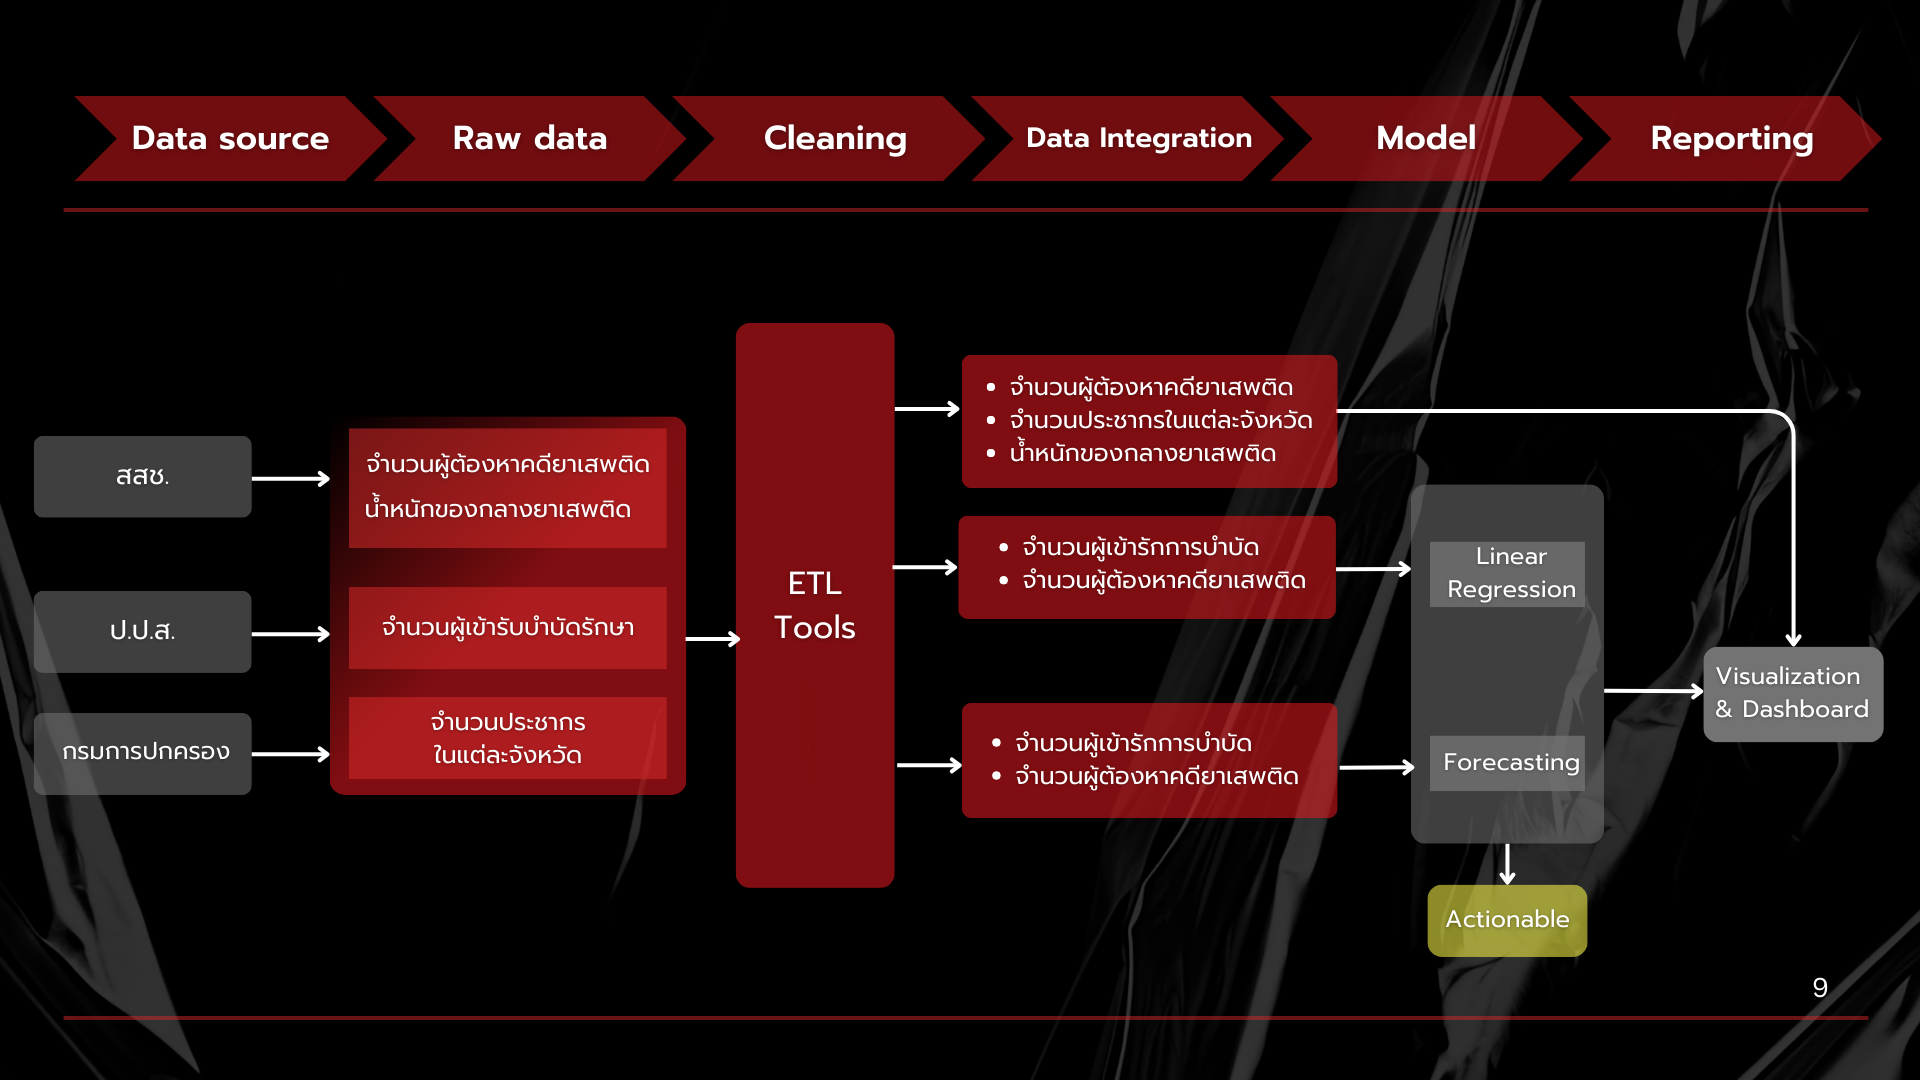 Data source
Raw data
Cleaning
Data Integration
Model
Reporting
สสช.
ป.ป.ส.
กรมการปกครอง
จำนวนผู้ต้องหาคดียาเสพติด
น้ำหนักของกลางยาเสพติด
จำนวนผู้เข้ารับบำบัดรักษา
จำนวนประชากร
ในแต่ละจังหวัด
ETL
Tools
• จำนวนผู้ต้องหาคดียาเสพติด
• จำนวนประชากรในแต่ละจังหวัด
• น้ำหนักของกลางยาเสพติด
• จำนวนผู้เข้ารักการบำบัด
• จำนวนผู้ต้องหาคดียาเสพติด
• จำนวนผู้เข้ารักการบำบัด
• จำนวนผู้ต้องหาคดียาเสพติด
Linear
Regression
Forecasting
Actionable
Visualization
& Dashboard
9